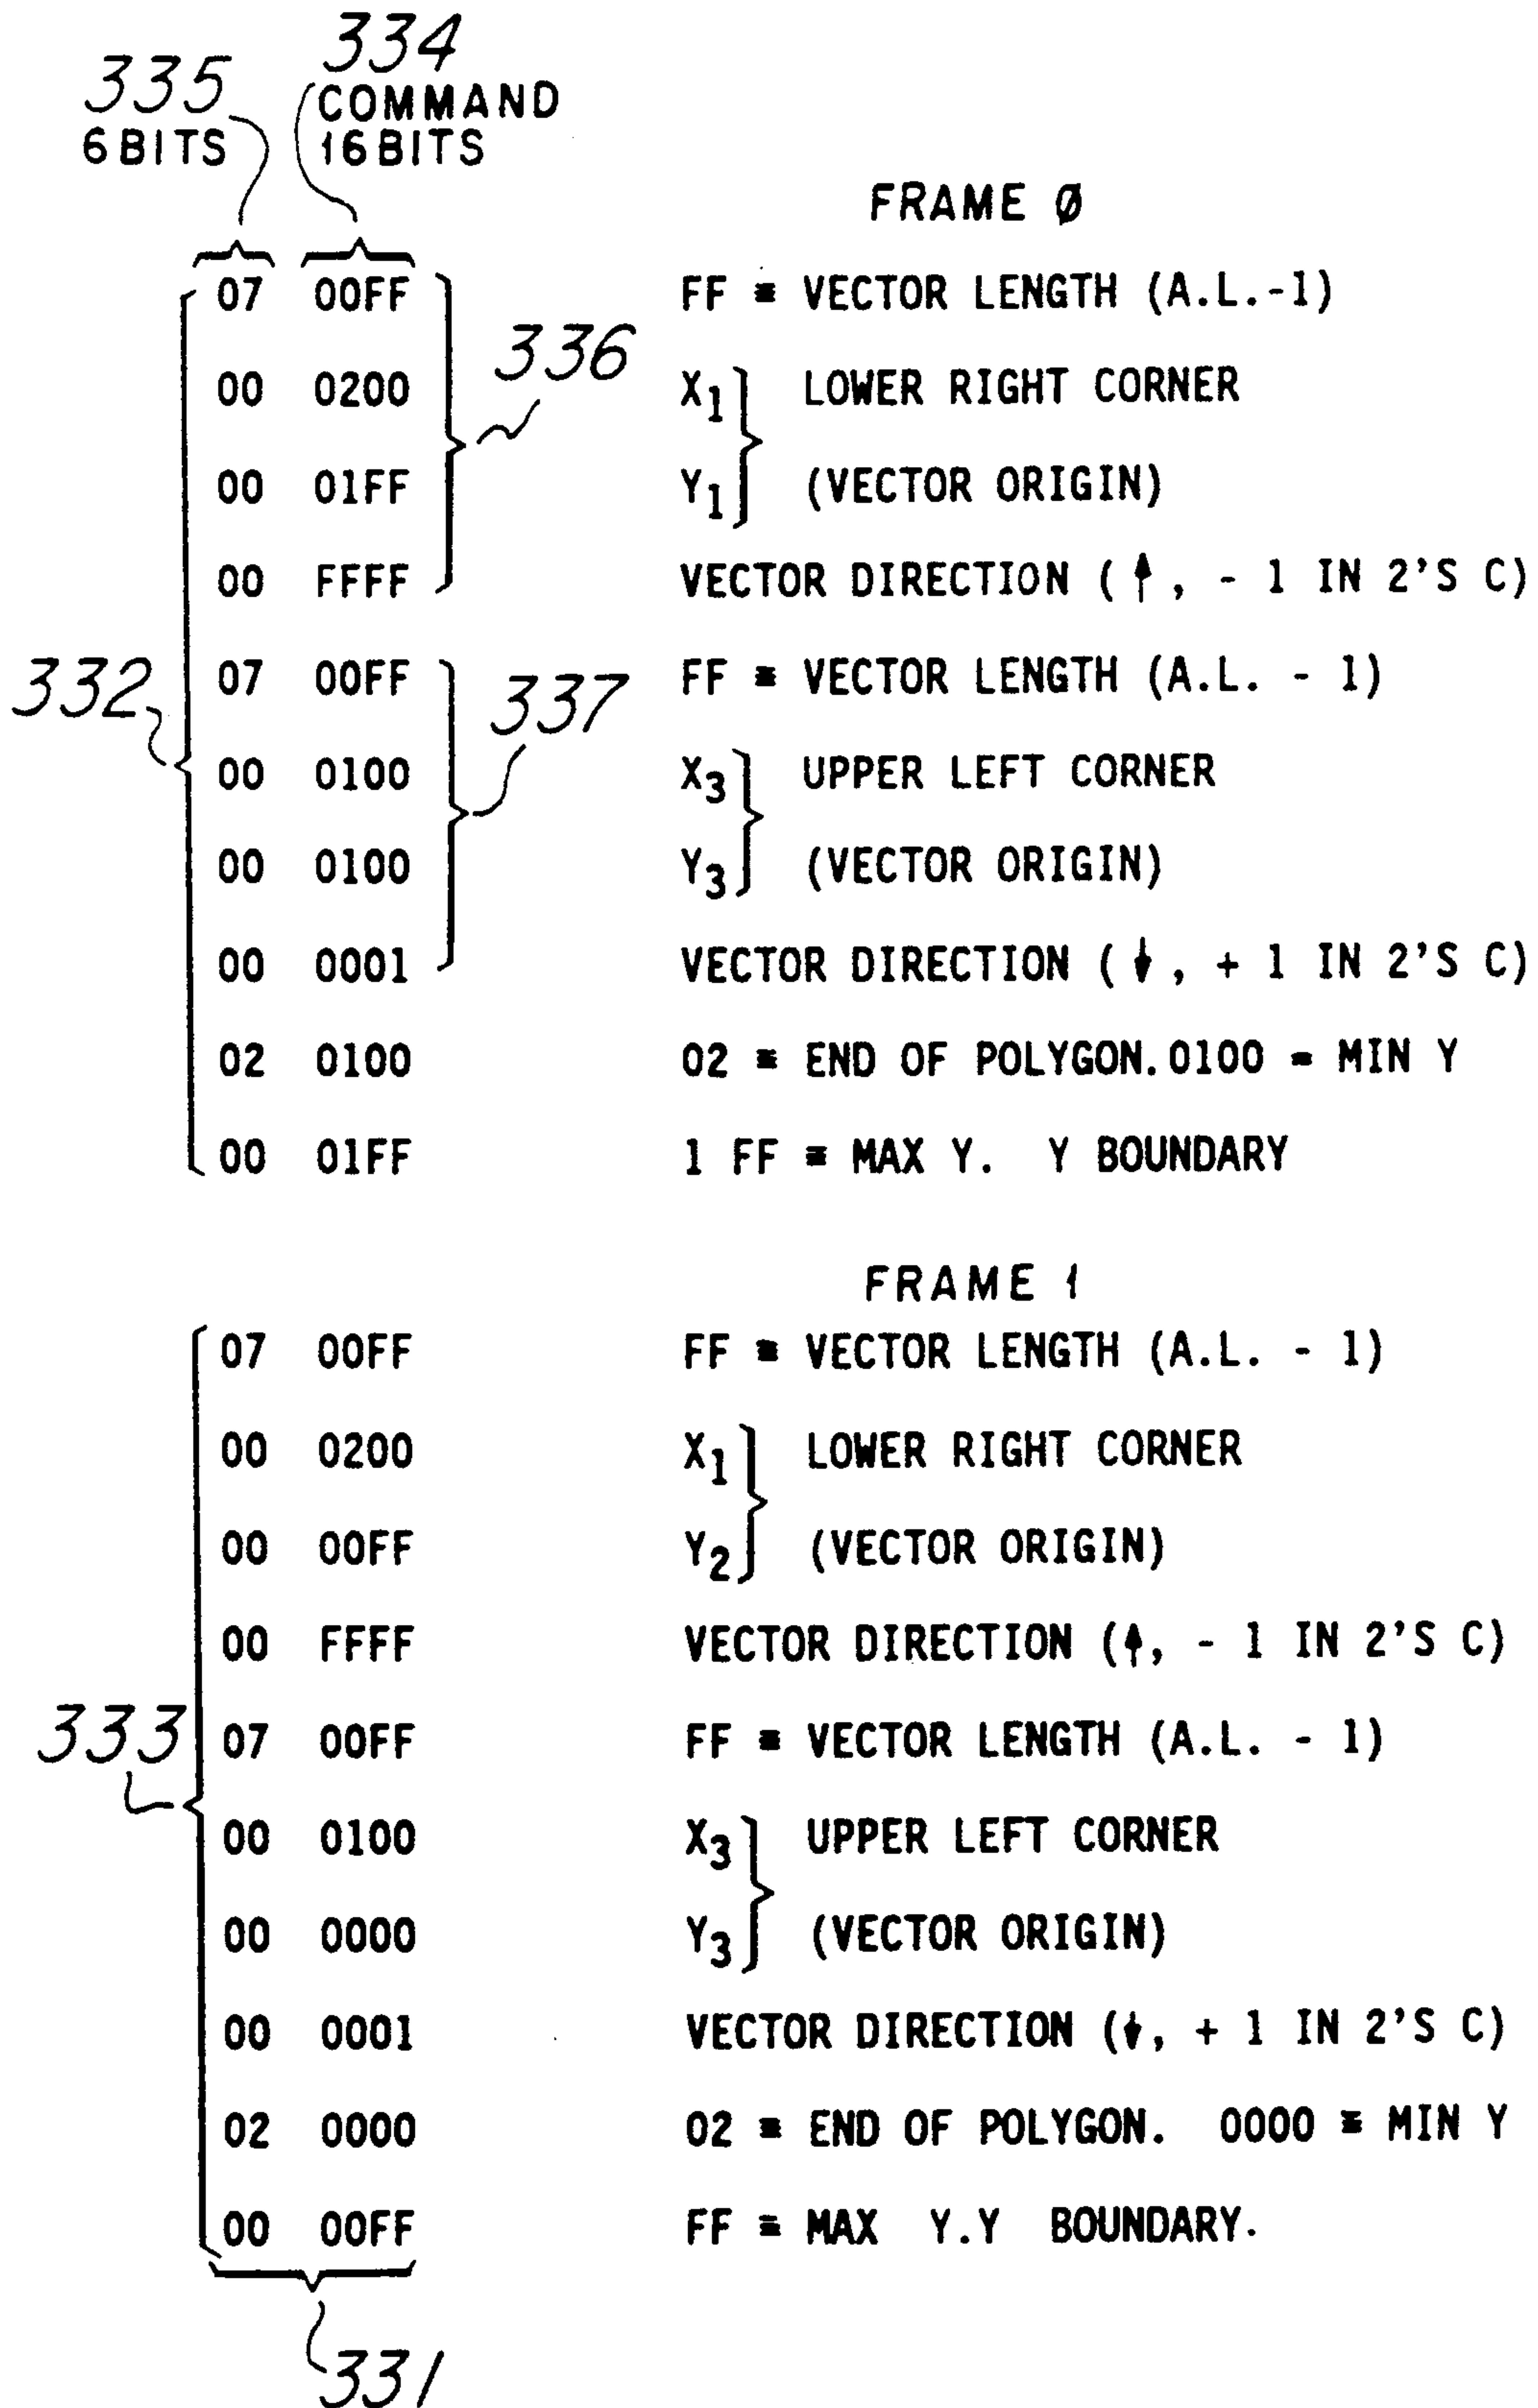 334
335 COMMAND
6 BITS 16 BITS
FRAME Ø
07 00FF FF = VECTOR LENGTH (A.L.-1)
336
00 0200 X1 LOWER RIGHT CORNER
00 01FF Y1 (VECTOR ORIGIN)
00 FFFF VECTOR DIRECTION (↑, - 1 IN 2'S C)
332 07 00FF FF = VECTOR LENGTH (A.L. - 1)
337
00 0100 X3 UPPER LEFT CORNER
00 0100 Y3 (VECTOR ORIGIN)
00 0001 VECTOR DIRECTION (↓, + 1 IN 2'S C)
02 0100 02 = END OF POLYGON. 0100 = MIN Y
00 01FF 1 FF = MAX Y. Y BOUNDARY
FRAME 1
07 00FF FF = VECTOR LENGTH (A.L. - 1)
00 0200 X1 LOWER RIGHT CORNER
00 00FF Y2 (VECTOR ORIGIN)
00 FFFF VECTOR DIRECTION (↑, - 1 IN 2'S C)
333 07 00FF FF = VECTOR LENGTH (A.L. - 1)
00 0100 X3 UPPER LEFT CORNER
00 0000 Y3 (VECTOR ORIGIN)
00 0001 VECTOR DIRECTION (↓, + 1 IN 2'S C)
02 0000 02 = END OF POLYGON. 0000 = MIN Y
00 00FF FF = MAX Y.Y BOUNDARY.
331